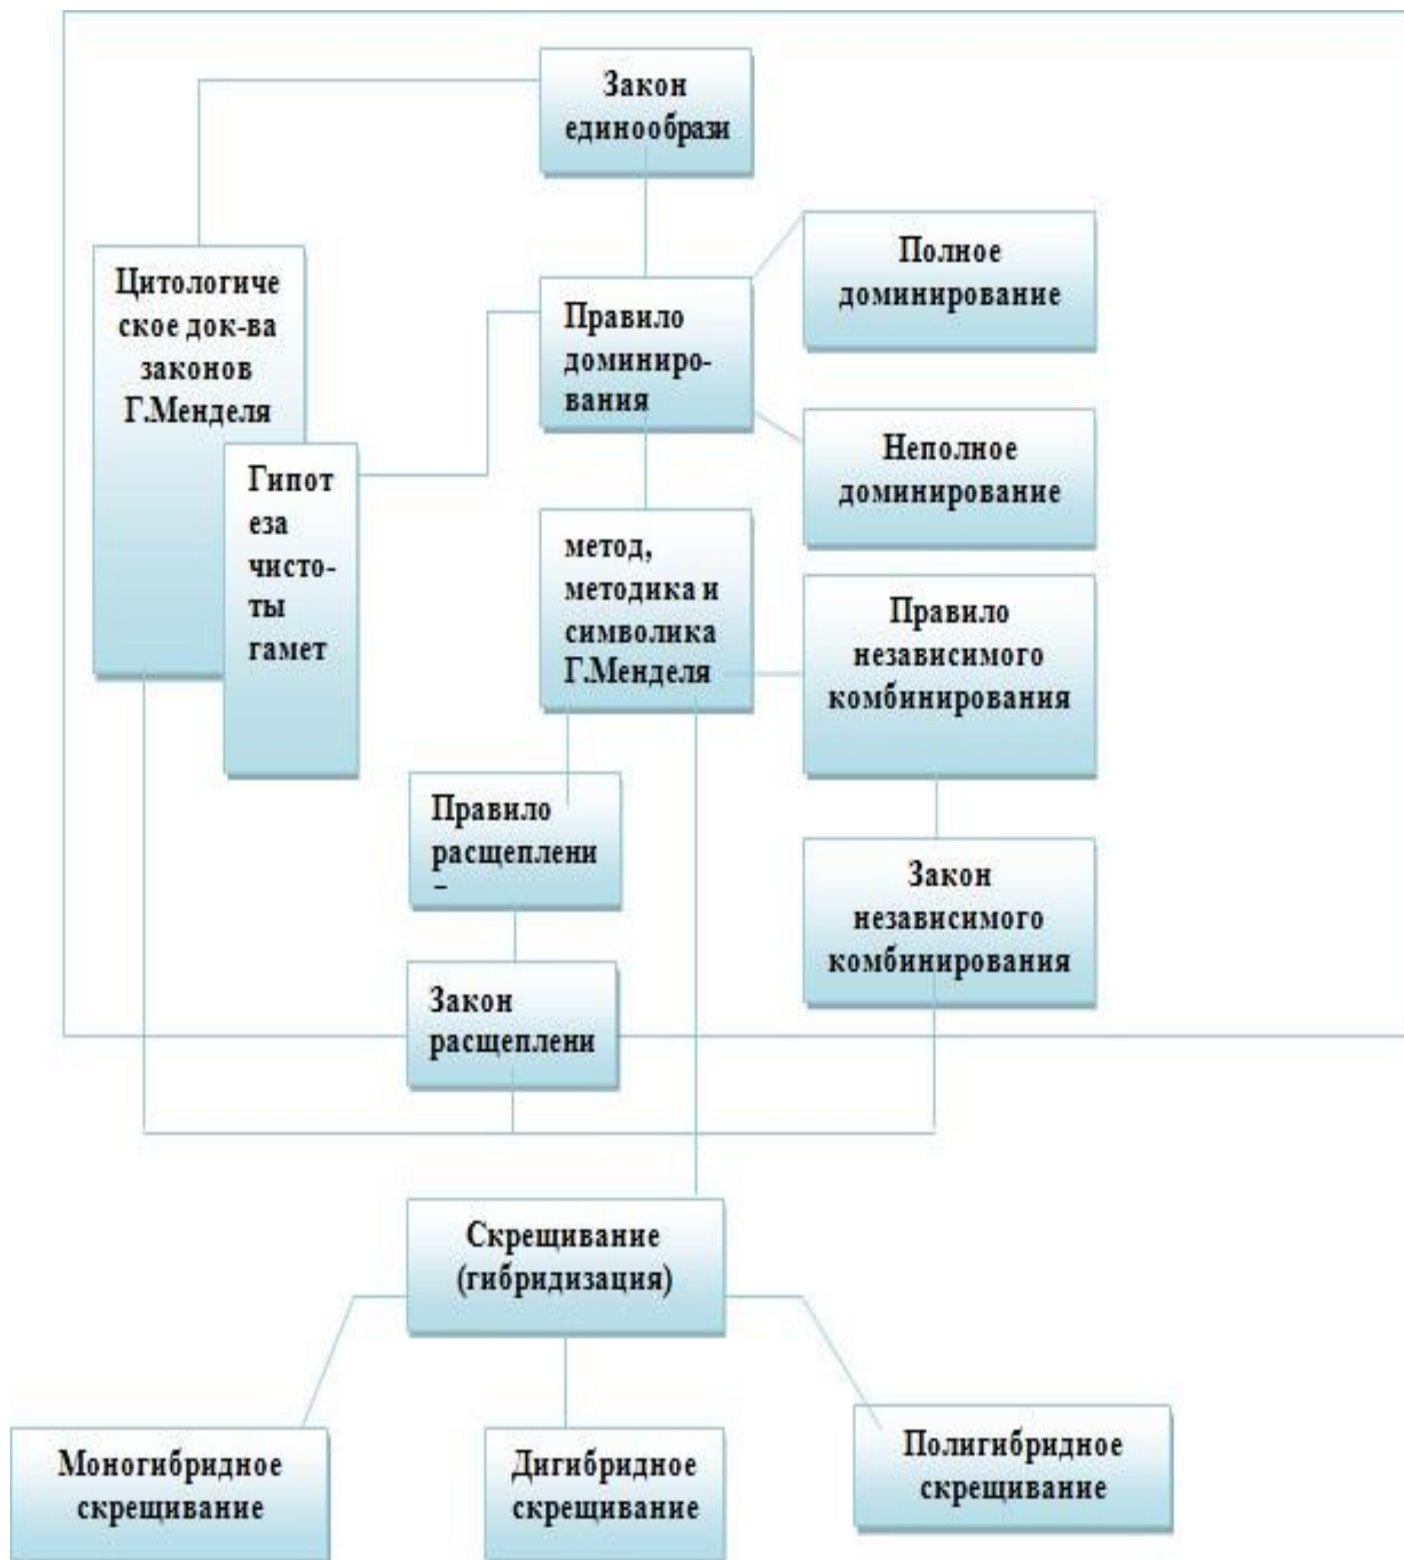 Закон
единообрази
Полное
доминирование
Цитологиче
ское док-ва
законов
Г.Менделя
Правило
доминиро-
вания
Неполное
доминирование
Гипот
еза
чисто-
ты
гамет
метод,
методика и
символика
Г.Менделя
Правило
независимого
комбинирования
Правило
расщеплени
Закон
независимого
комбинирования
Закон
расщеплени
Скрещивание
(гибридизация)
Моногибридное
скрещивание
Дигибридное
скрещивание
Полигибридное
скрещивание